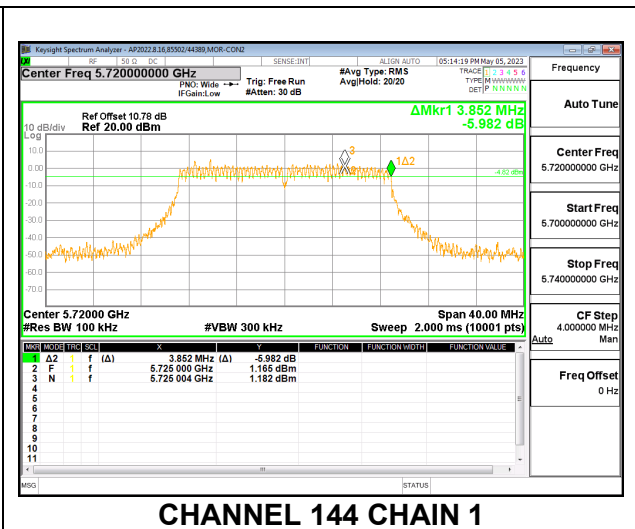 Keysight Spectrum Analyzer - AP2022.8.16,85502/44389,MOR-CON2
RF 50 Ω DC SENSE:INT ALIGN AUTO 05:14:19 PM May 05, 2023
Center Freq 5.720000000 GHz #Avg Type: RMS TRACE 1 2 3 4 5 6
PNO: Wide Trig: Free Run Avg|Hold: 20/20 TYPE M W W W W W
IFGain:Low #Atten: 30 dB DET P N N N N N
Frequency
Auto Tune
Ref Offset 10.78 dB ΔMkr1 3.852 MHz
10 dB/div Ref 20.00 dBm -5.982 dB
Log
10.0
0.00
-10.0
-20.0
-30.0
-40.0
-50.0
-60.0
-70.0
3
1Δ2
-4.82 dBm
Center 5.72000 GHz Span 40.00 MHz
#Res BW 100 kHz #VBW 300 kHz Sweep 2.000 ms (10001 pts)
Center Freq
5.720000000 GHz
Start Freq
5.700000000 GHz
Stop Freq
5.740000000 GHz
CF Step
4.000000 MHz
Auto Man
Freq Offset
0 Hz
MKR MODE TRC SCL X Y FUNCTION FUNCTION WIDTH FUNCTION VALUE
1 Δ2 1 f (Δ) 3.852 MHz (Δ) -5.982 dB
2 F 1 f 5.725 000 GHz 1.165 dBm
3 N 1 f 5.725 004 GHz 1.182 dBm
4
5
6
7
8
9
10
11
MSG STATUS
CHANNEL 144 CHAIN 1